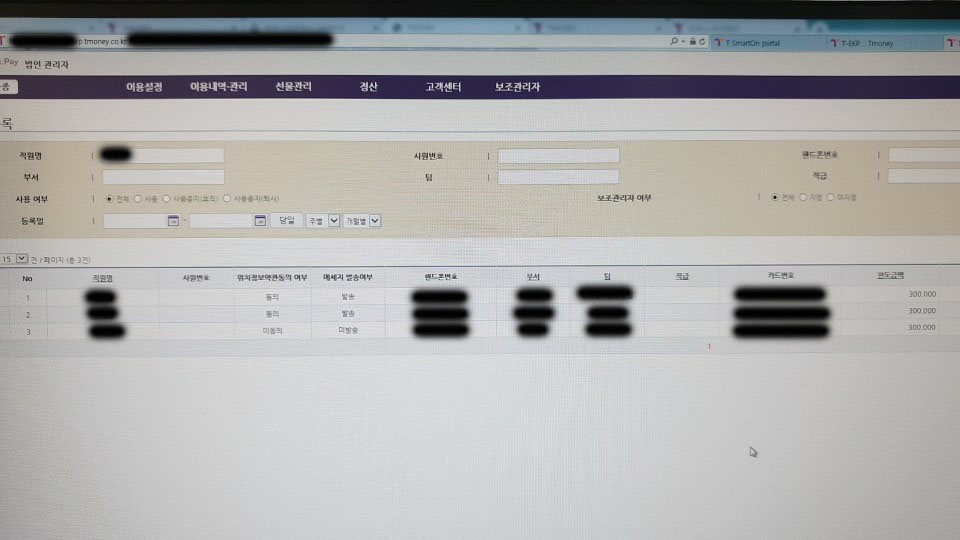 p.tmoney.co.kr T SmartOn portal T-EKP :: Tmoney
Pay 법인 관리자
이용설정 이용내역·관리 선물관리 정산 고객센터 보조관리자
록
직원명 사원번호 핸드폰번호
부서 팀 직급
사용 여부 전체 사용 사용중지(휴직) 사용중지(퇴사) 보조관리자 여부 전체 지정 미지정
등록일 ~ 당일 주별 개월별
15 건 / 페이지 (총 3건)
No 직원명 사원번호 위치정보약관동의 여부 메세지 발송여부 핸드폰번호 부서 팀 직급 카드번호 한도금액
1 동의 발송 300,000
2 동의 발송 300,000
3 미동의 미발송 300,000
1